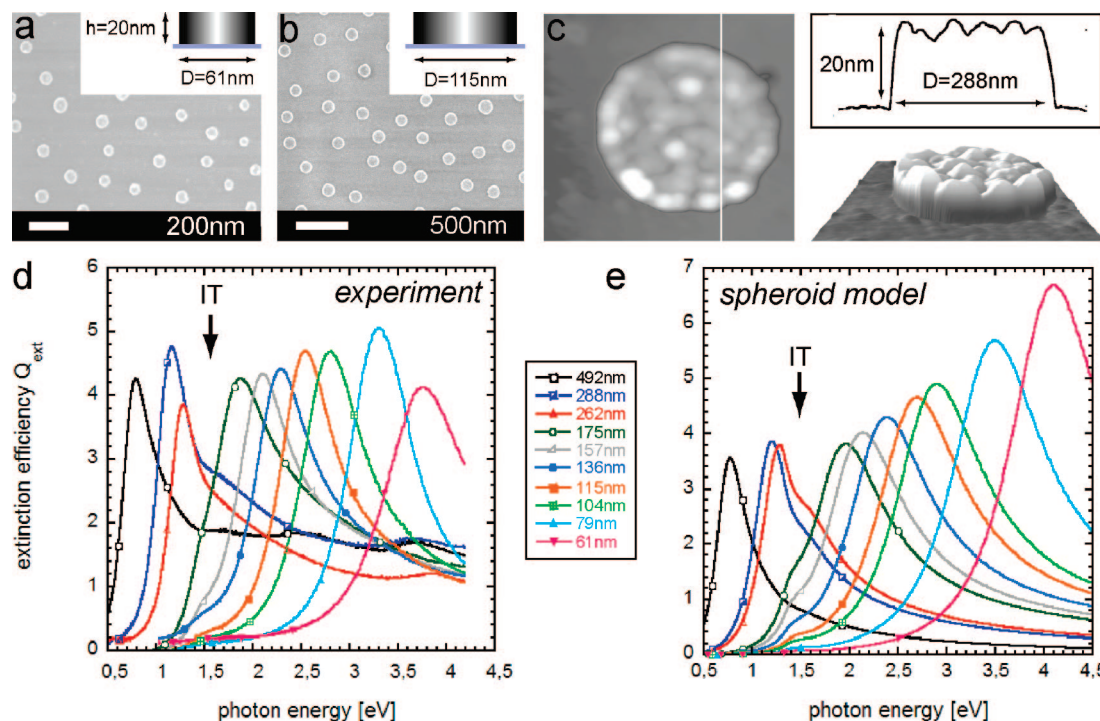 a
h=20nm
D=61nm
200nm
b
D=115nm
500nm
c
20nm
D=288nm
d
experiment
IT
extinction efficiency Q_ext
6
5
4
3
2
1
0
0,5 1 1,5 2 2,5 3 3,5 4 4,5
photon energy [eV]
492nm
288nm
262nm
175nm
157nm
136nm
115nm
104nm
79nm
61nm
e
spheroid model
IT
7
6
5
4
3
2
1
0
0,5 1 1,5 2 2,5 3 3,5 4 4,5
photon energy [eV]